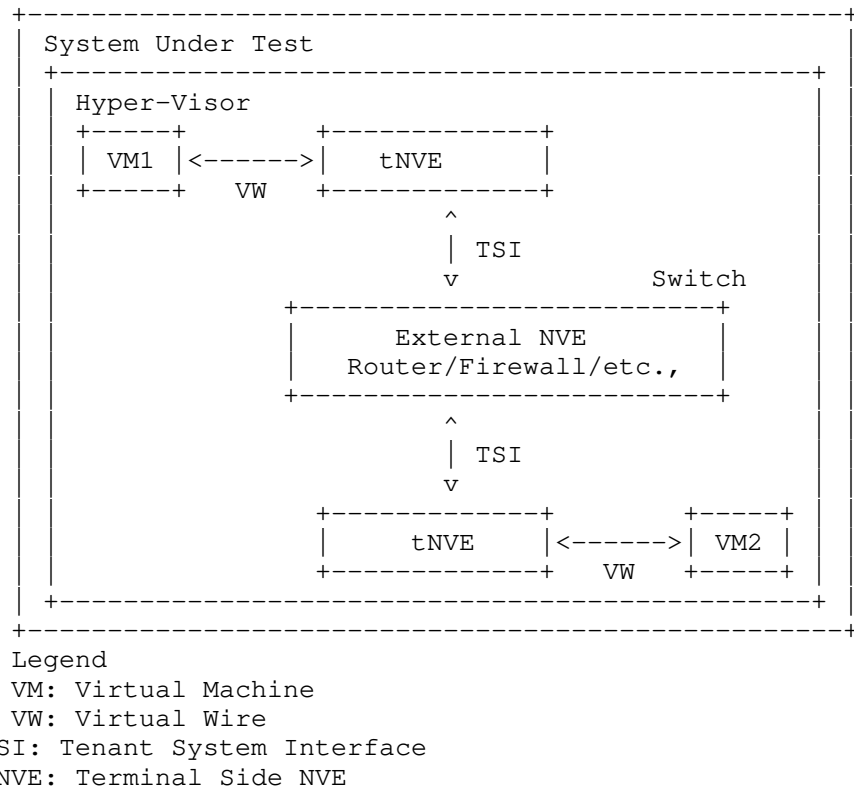 System Under Test
Hyper-Visor
VM1 <------> tNVE
VW
^
| TSI
v Switch
External NVE
Router/Firewall/etc.,
^
| TSI
v
tNVE <------> VM2
VW
Legend
VM: Virtual Machine
VW: Virtual Wire
SI: Tenant System Interface
NVE: Terminal Side NVE